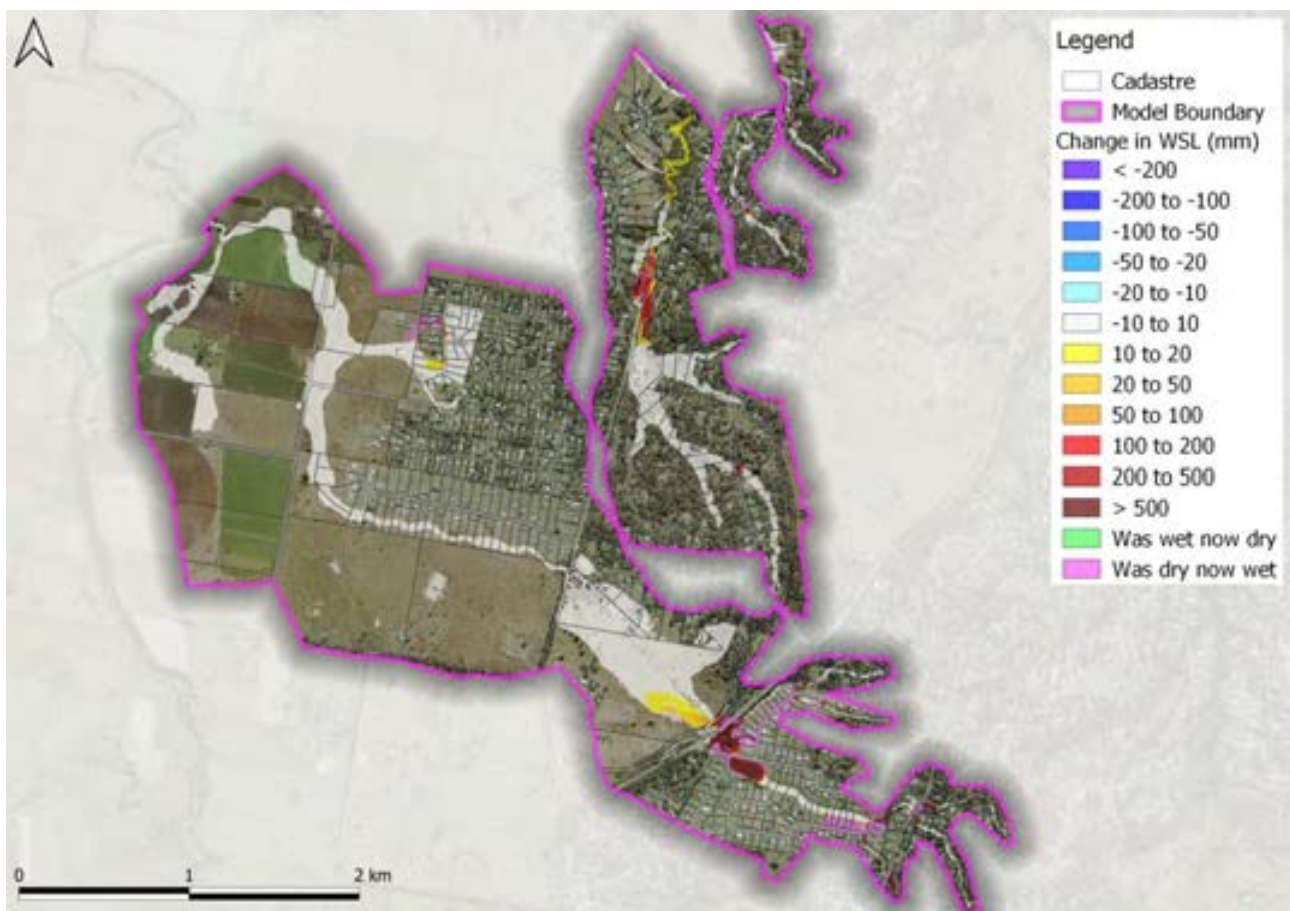 Legend
Cadastre
Model Boundary
Change in WSL (mm)
< -200
-200 to -100
-100 to -50
-50 to -20
-20 to -10
-10 to 10
10 to 20
20 to 50
50 to 100
100 to 200
200 to 500
> 500
Was wet now dry
Was dry now wet
0 1 2 km